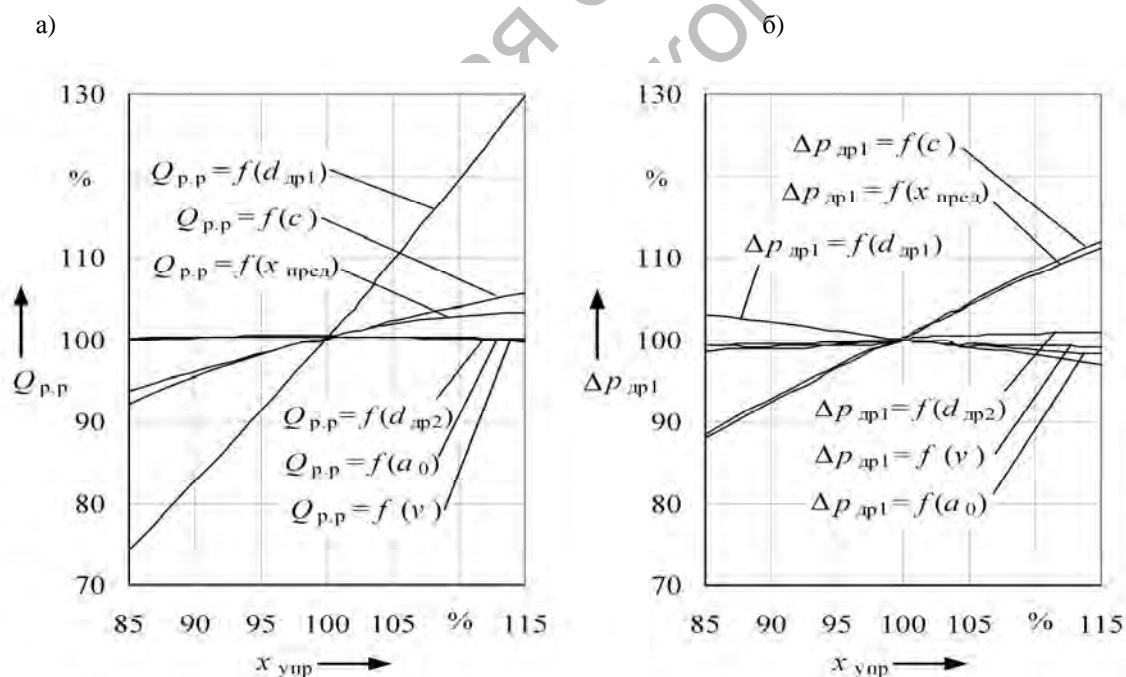 а)
130
%
110
100
Q р.р
90
80
70
Q р.р = f(d др1)
Q р.р = f(c)
Q р.р = f(x пред)
Q р.р = f(d др2)
Q р.р = f(a 0)
Q р.р = f(ν)
85 90 95 100 105 % 115
x упр
б)
130
%
110
100
Δp др1
90
80
70
Δp др1 = f(c)
Δp др1 = f(x пред)
Δp др1 = f(d др1)
Δp др1 = f(d др2)
Δp др1 = f(ν)
Δp др1 = f(a 0)
85 90 95 100 105 % 115
x упр